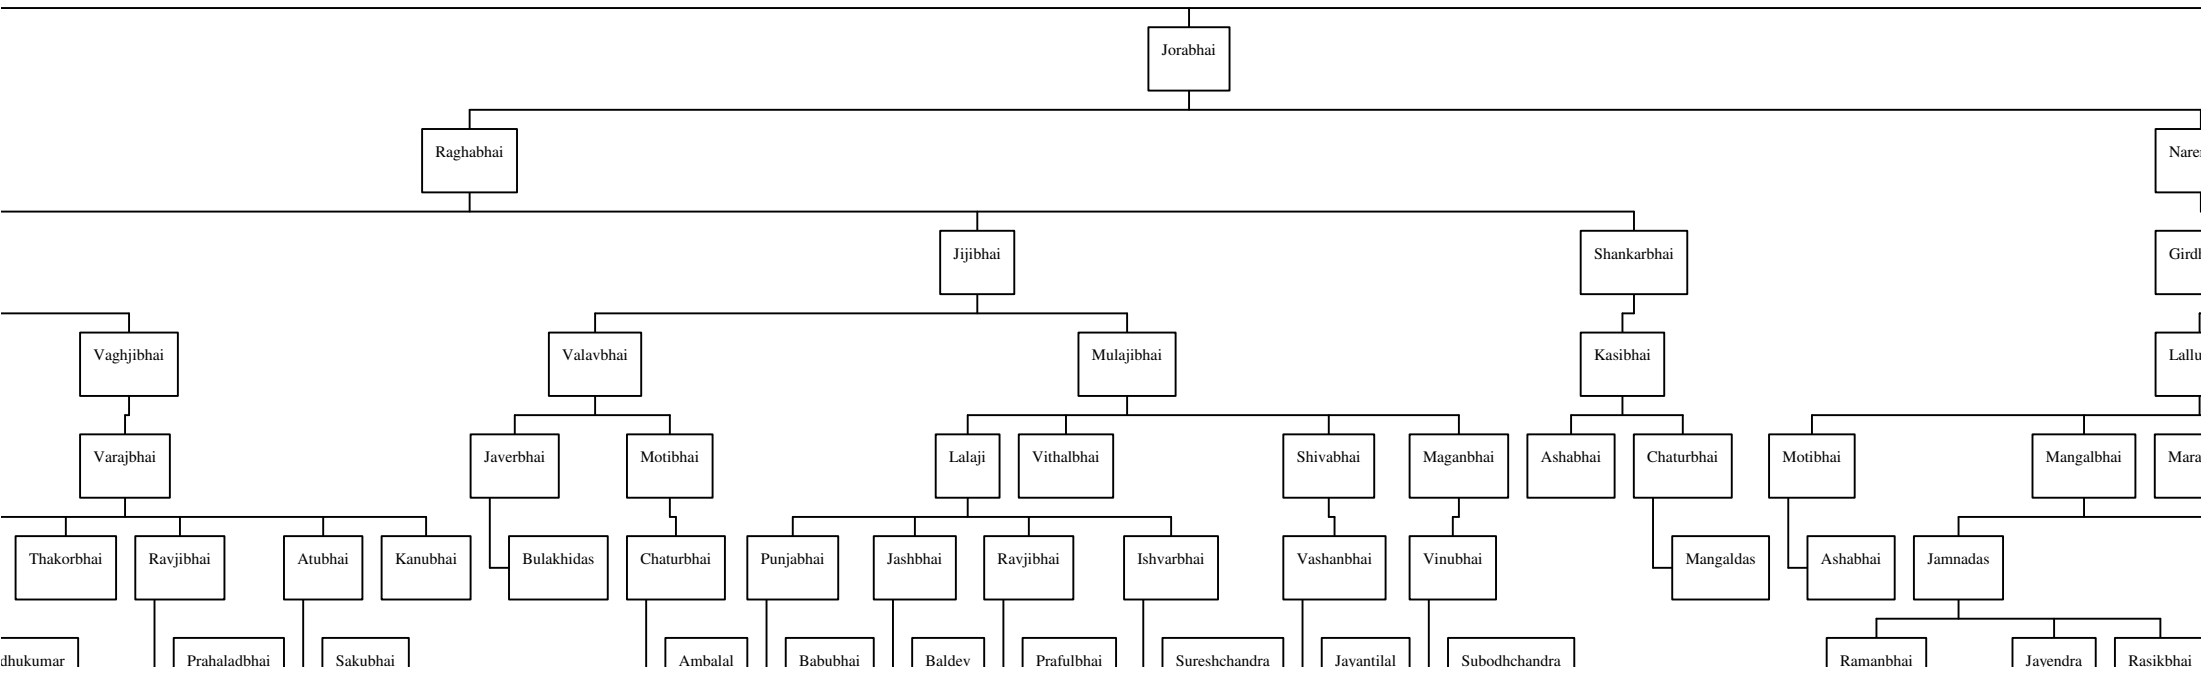 Jorabhai
Raghabhai
Jijibhai
Shankarbhai
Vaghjibhai
Valavbhai
Mulajibhai
Kasibhai
Varajbhai
Javerbhai
Motibhai
Lalaji
Vithalbhai
Shivabhai
Maganbhai
Ashabhai
Chaturbhai
Motibhai
Mangalbhai
Thakorbhai
Ravjibhai
Atubhai
Kanubhai
Bulakhidas
Chaturbhai
Punjabhai
Jashbhai
Ravjibhai
Ishvarbhai
Vashanbhai
Vinubhai
Mangaldas
Ashabhai
Jamnadas
Prahaladbhai
Sakubhai
Ambalal
Babubhai
Baldev
Prafulbhai
Sureshchandra
Jayantilal
Subodhchandra
Ramanbhai
Jayendra
Rasikbhai